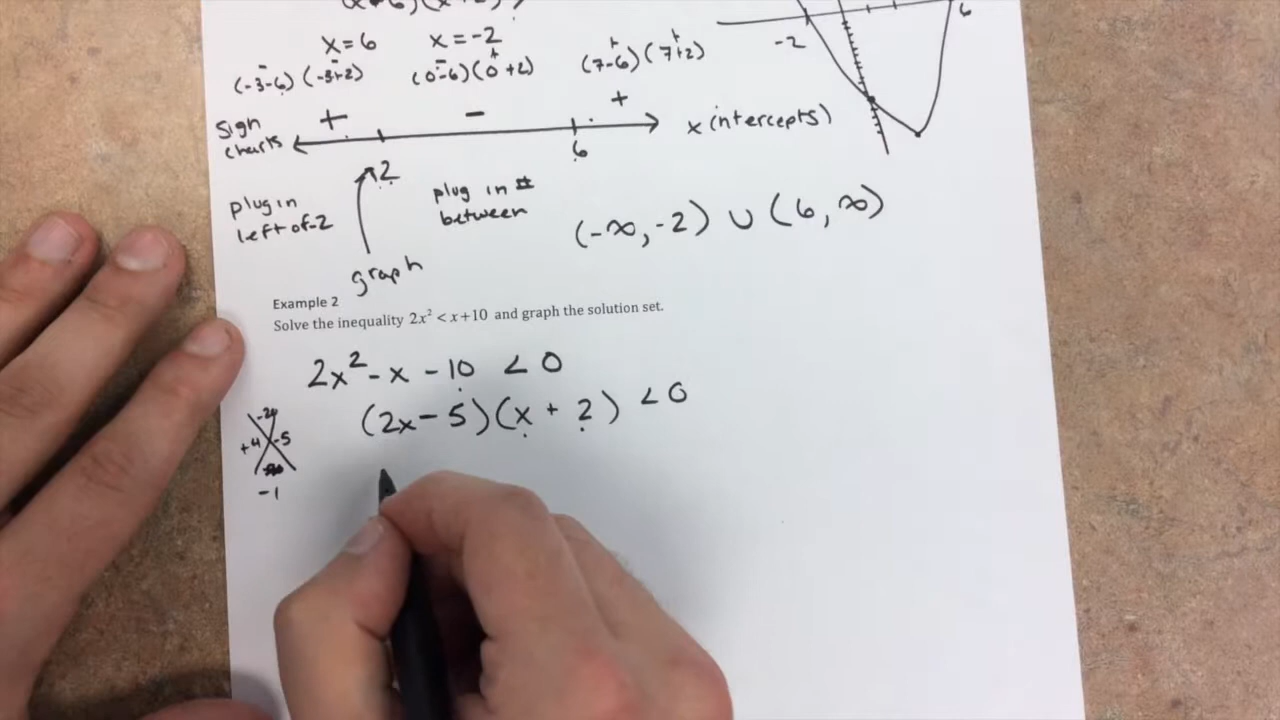 x=6 x=-2
(-3-6)(-3+2) (0-6)(0+2) (7-6)(7+2)
- - - + + +
Sign charts + - + x (intercepts)
-2 6
plug in left of -2
plug in # between
graph
(-∞,-2) ∪ (6,∞)
-2 6
Example 2
Solve the inequality 2x² < x+10 and graph the solution set.
2x² - x - 10 < 0
(2x - 5)(x + 2) < 0
-20
+4 -5
-1